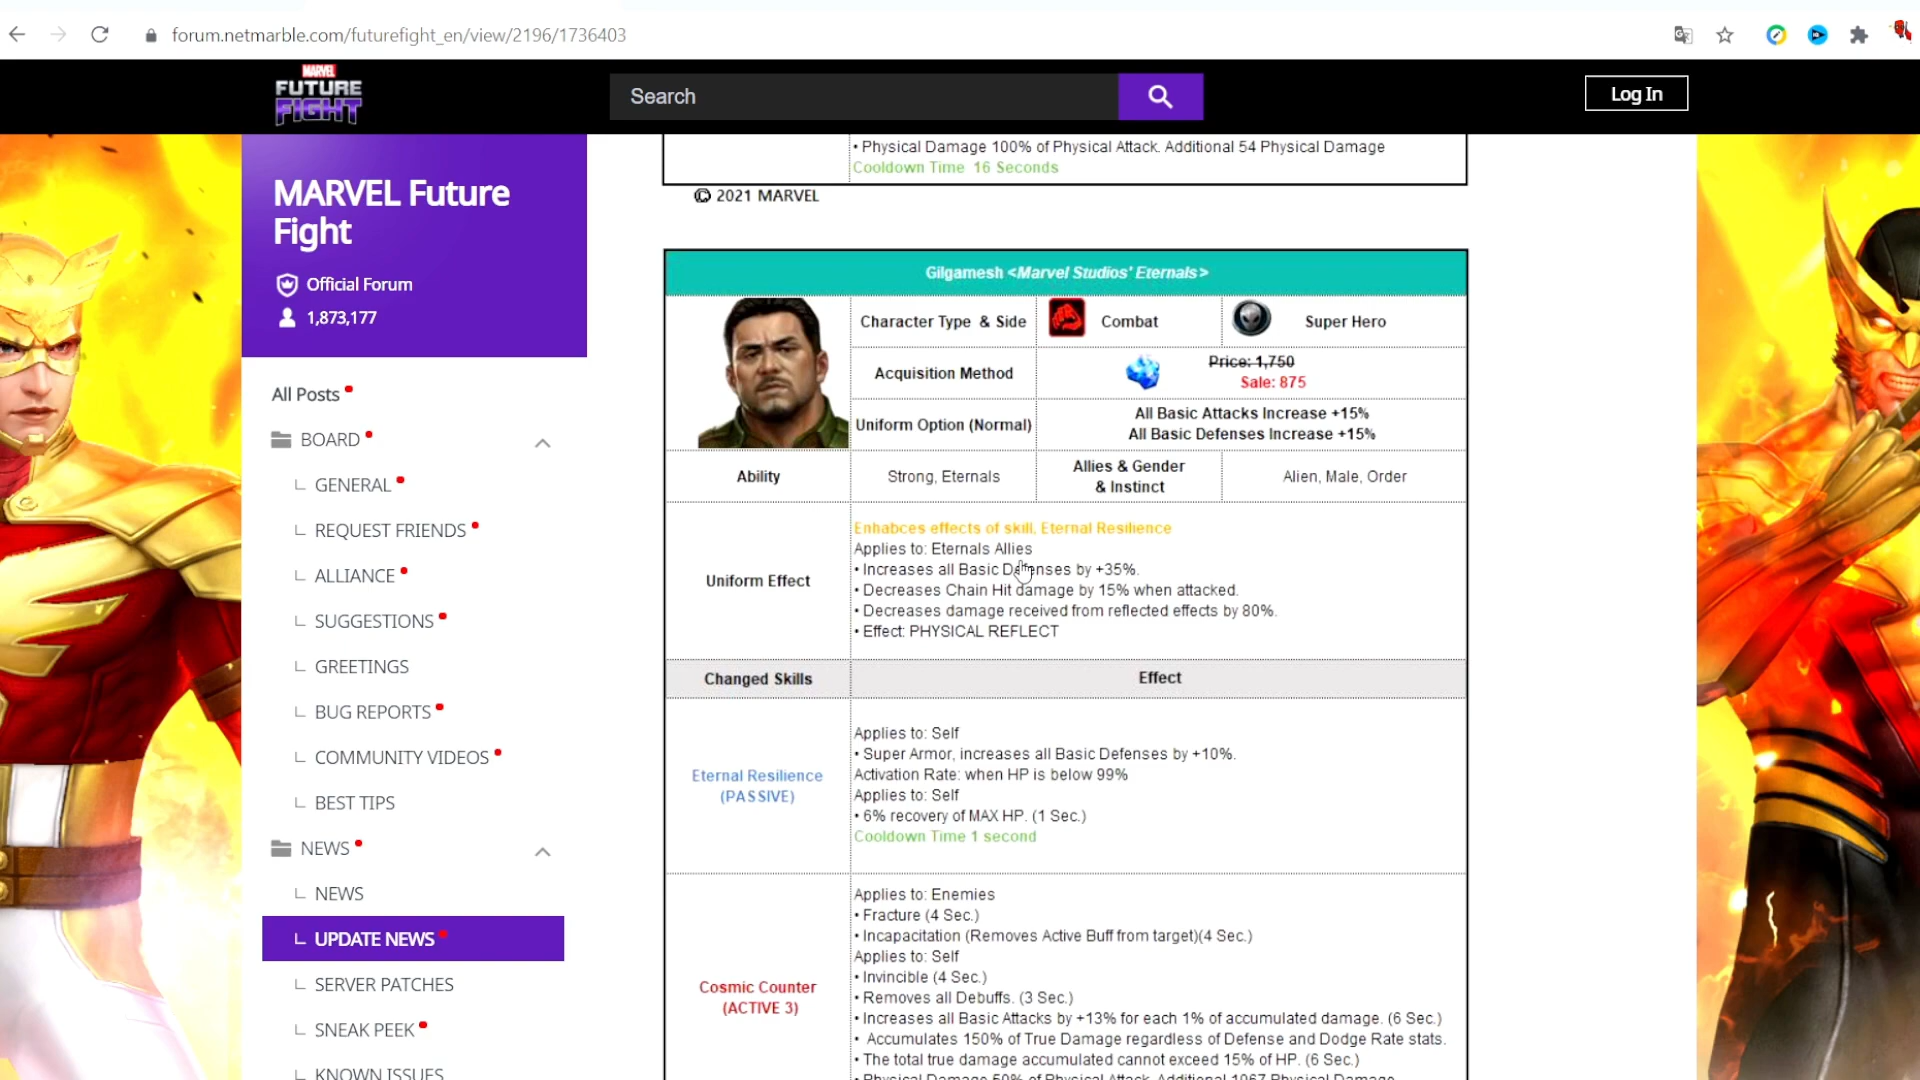 forum.netmarble.com/futurefight_en/view/2196/1736403
MARVEL
FUTURE
FIGHT
Search
Log In
MARVEL Future
Fight
Official Forum
1,873,177
All Posts
BOARD
GENERAL
REQUEST FRIENDS
ALLIANCE
SUGGESTIONS
GREETINGS
BUG REPORTS
COMMUNITY VIDEOS
BEST TIPS
NEWS
NEWS
UPDATE NEWS
SERVER PATCHES
SNEAK PEEK
KNOWN ISSUES
• Physical Damage 100% of Physical Attack. Additional 54 Physical Damage
Cooldown Time 16 Seconds
© 2021 MARVEL
Gilgamesh <Marvel Studios' Eternals>
Character Type & Side
Combat
Super Hero
Acquisition Method
Price: 1,750
Sale: 875
Uniform Option (Normal)
All Basic Attacks Increase +15%
All Basic Defenses Increase +15%
Ability
Strong, Eternals
Allies & Gender
& Instinct
Alien, Male, Order
Uniform Effect
Enhabces effects of skill, Eternal Resilience
Applies to: Eternals Allies
• Increases all Basic Defenses by +35%.
• Decreases Chain Hit damage by 15% when attacked.
• Decreases damage received from reflected effects by 80%.
• Effect: PHYSICAL REFLECT
Changed Skills
Effect
Eternal Resilience
(PASSIVE)
Applies to: Self
• Super Armor, increases all Basic Defenses by +10%.
Activation Rate: when HP is below 99%
Applies to: Self
• 6% recovery of MAX HP. (1 Sec.)
Cooldown Time 1 second
Cosmic Counter
(ACTIVE 3)
Applies to: Enemies
• Fracture (4 Sec.)
• Incapacitation (Removes Active Buff from target)(4 Sec.)
Applies to: Self
• Invincible (4 Sec.)
• Removes all Debuffs. (3 Sec.)
• Increases all Basic Attacks by +13% for each 1% of accumulated damage. (6 Sec.)
• Accumulates 150% of True Damage regardless of Defense and Dodge Rate stats.
• The total true damage accumulated cannot exceed 15% of HP. (6 Sec.)
• Physical Damage 50% of Physical Attack. Additional 1067 Physical Damage